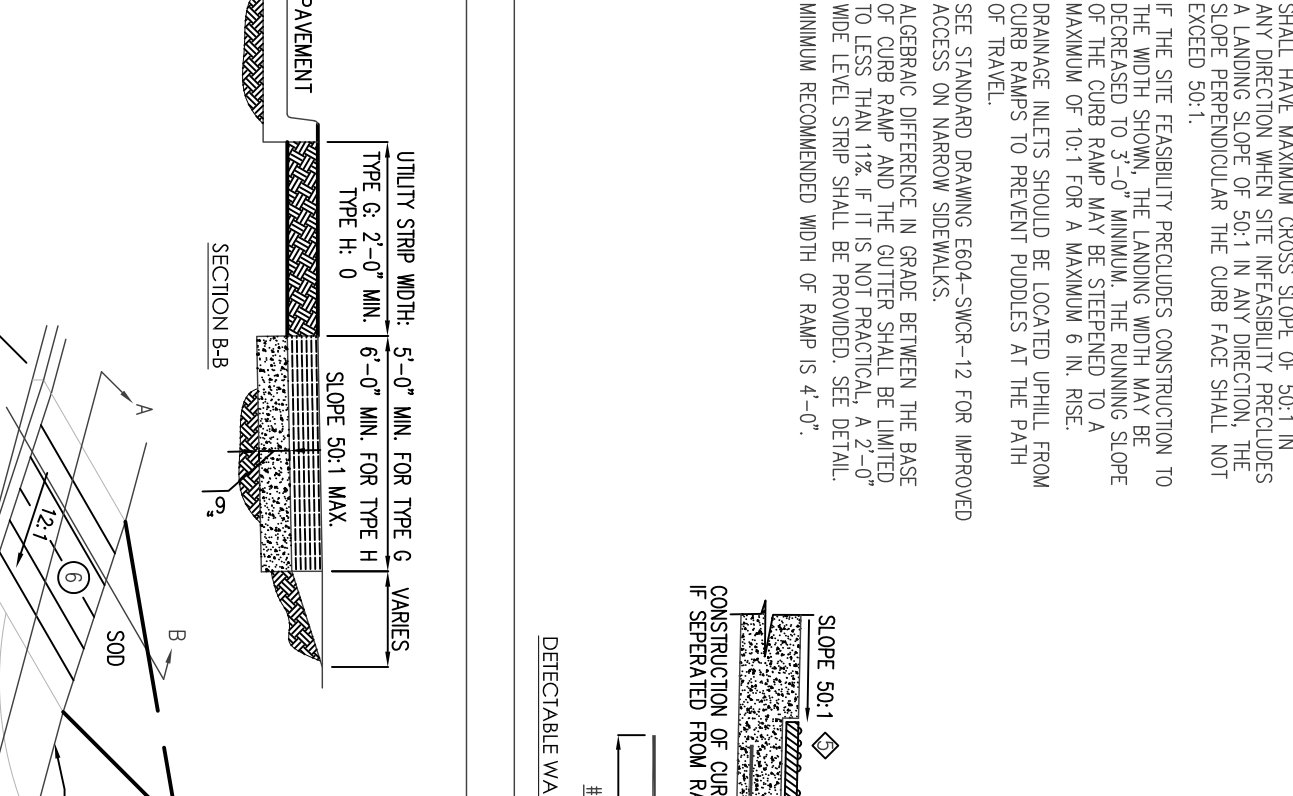 SHALL HAVE MAXIMUM CROSS SLOPE OF 50:1 IN
ANY DIRECTION WHEN SITE INFEASIBILITY PRECLUDES
A LANDING SLOPE OF 50:1 IN ANY DIRECTION, THE
SLOPE PERPENDICULAR THE CURB FACE SHALL NOT
EXCEED 50:1.
IF THE SITE FEASIBILITY PRECLUDES CONSTRUCTION TO
THE WIDTH SHOWN, THE LANDING WIDTH MAY BE
DECREASED TO 3'-0" MINIMUM. THE RUNNING SLOPE
OF THE CURB RAMP MAY BE STEEPENED TO A
MAXIMUM OF 10:1 FOR A MAXIMUM 6 IN. RISE.
DRAINAGE INLETS SHOULD BE LOCATED UPHILL FROM
CURB RAMPS TO PREVENT PUDDLES AT THE PATH
OF TRAVEL.
SEE STANDARD DRAWING E604-SWCR-12 FOR IMPROVED
ACCESS ON NARROW SIDEWALKS.
ALGEBRAIC DIFFERENCE IN GRADE BETWEEN THE BASE
OF CURB RAMP AND THE GUTTER SHALL BE LIMITED
TO LESS THAN 11%. IF IT IS NOT PRACTICAL, A 2'-0"
WIDE LEVEL STRIP SHALL BE PROVIDED. SEE DETAIL.
MINIMUM RECOMMENDED WIDTH OF RAMP IS 4'-0".
SLOPE 50:1
5
CONSTRUCTION OF CUR
IF SEPERATED FROM RA
#
DETECTABLE WA
UTILITY STRIP WIDTH:
TYPE G: 2'-0" MIN.
TYPE H: 0
5'-0" MIN. FOR TYPE G
6'-0" MIN. FOR TYPE H
SLOPE 50:1 MAX.
VARIES
PAVEMENT
9"
SECTION B-B
A
B
12:1
6
SOD